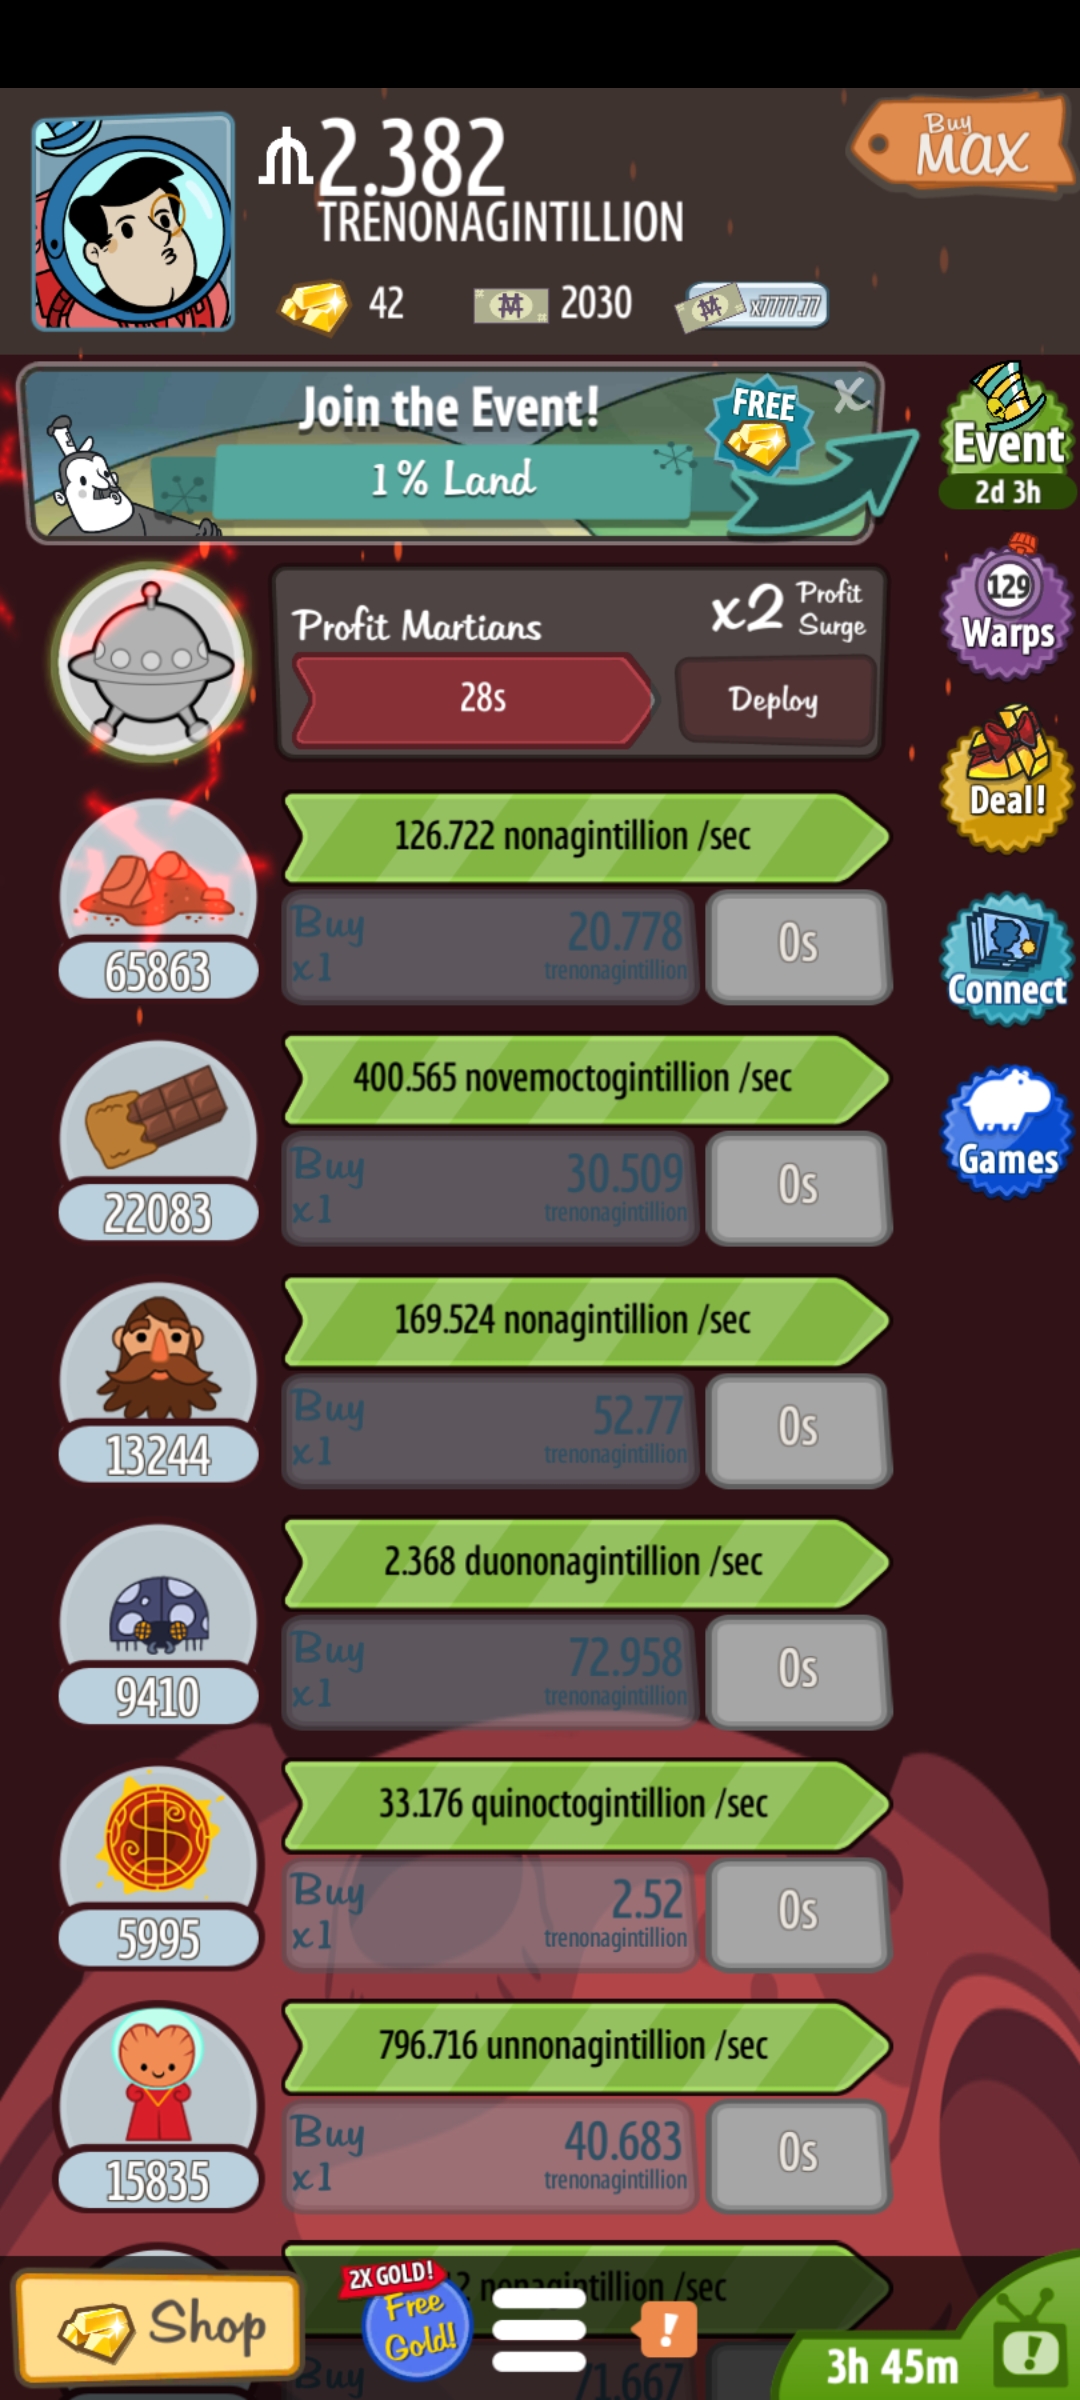 Buy
MAX
2.382
TRENONAGINTILLION
42
2030
x7777.77
Join the Event!
1% Land
FREE
X
Event
2d 3h
Profit Martians
x2 Profit Surge
28s
Deploy
129
Warps
126.722 nonagintillion /sec
Deal!
Buy x1
20.778
trenonagintillion
0s
65863
Connect
400.565 novemoctogintillion /sec
Buy x1
30.509
trenonagintillion
0s
22083
Games
169.524 nonagintillion /sec
Buy x1
52.77
trenonagintillion
0s
13244
2.368 duononagintillion /sec
Buy x1
72.958
trenonagintillion
0s
9410
33.176 quinoctogintillion /sec
Buy x1
2.52
trenonagintillion
0s
5995
796.716 unnonagintillion /sec
Buy x1
40.683
trenonagintillion
0s
15835
2 nonagintillion /sec
Shop
2X GOLD!
Free Gold!
!
Buy
71.667
3h 45m
!